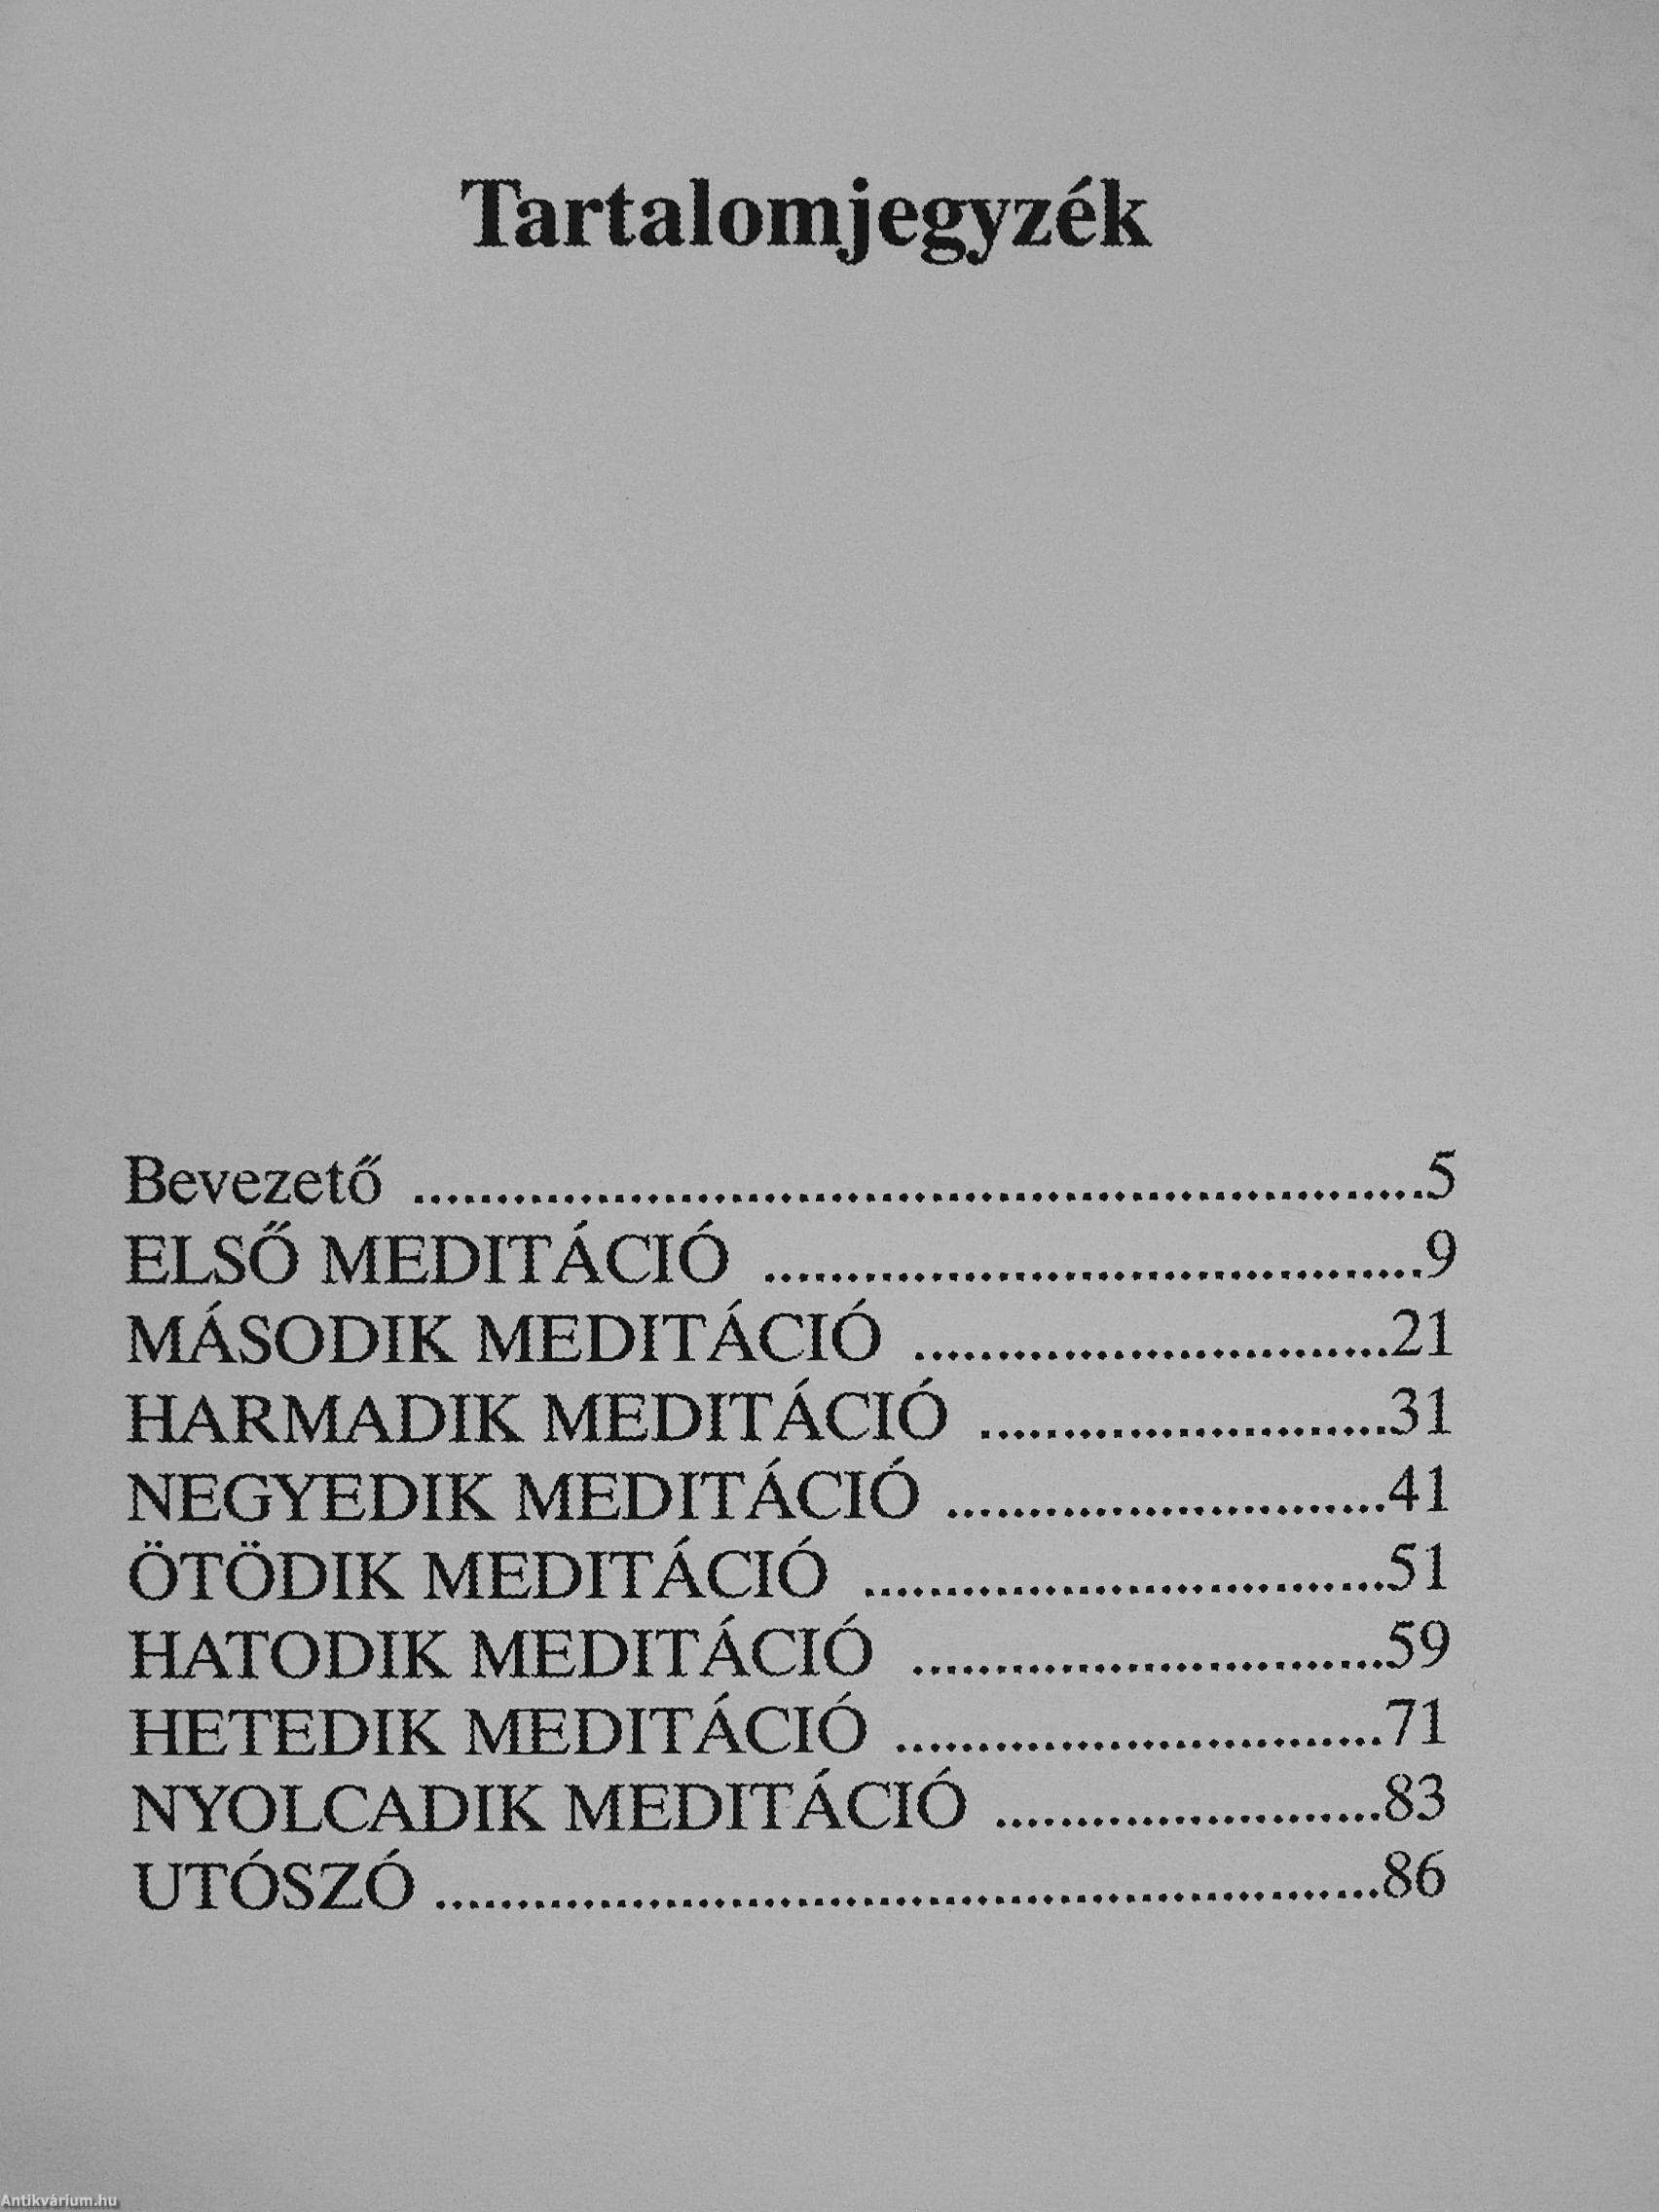 Tartalomjegyzék
Bevezető ..............................................................5
ELSŐ MEDITÁCIÓ ........................................9
MÁSODIK MEDITÁCIÓ .............................21
HARMADIK MEDITÁCIÓ .........................31
NEGYEDIK MEDITÁCIÓ ...........................41
ÖTÖDIK MEDITÁCIÓ ................................51
HATODIK MEDITÁCIÓ .............................59
HETEDIK MEDITÁCIÓ ..............................71
NYOLCADIK MEDITÁCIÓ ........................83
UTÓSZÓ ..........................................................86
Antikvárium.hu